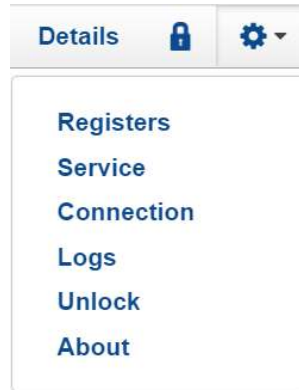 Details
Registers
Service
Connection
Logs
Unlock
About